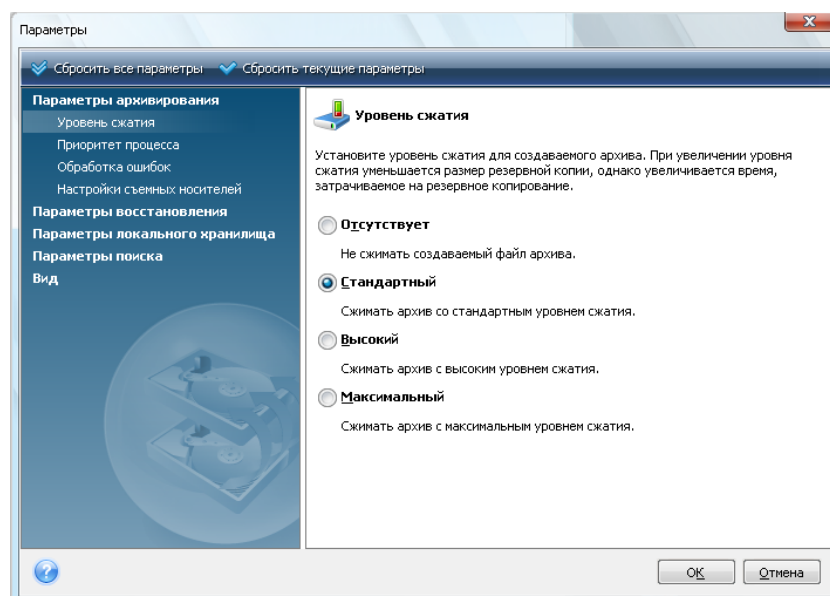 Параметры
Сбросить все параметры
Сбросить текущие параметры
Параметры архивирования
Уровень сжатия
Приоритет процесса
Обработка ошибок
Настройки съемных носителей
Параметры восстановления
Параметры локального хранилища
Параметры поиска
Вид
Уровень сжатия
Установите уровень сжатия для создаваемого архива. При увеличении уровня
сжатия уменьшается размер резервной копии, однако увеличивается время,
затрачиваемое на резервное копирование.
Отсутствует
Не сжимать создаваемый файл архива.
Стандартный
Сжимать архив со стандартным уровнем сжатия.
Высокий
Сжимать архив с высоким уровнем сжатия.
Максимальный
Сжимать архив с максимальным уровнем сжатия.
ОК
Отмена